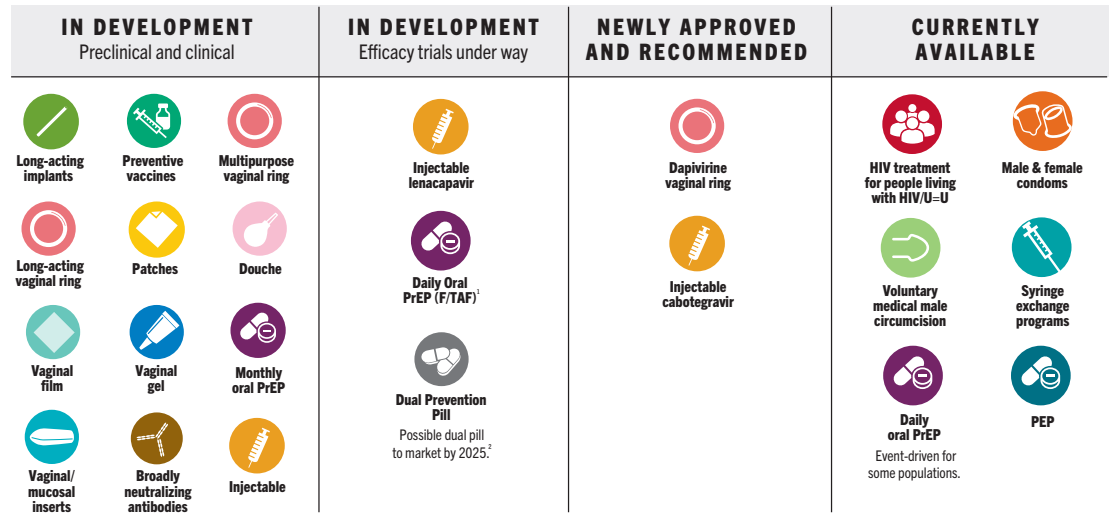 IN DEVELOPMENT
Preclinical and clinical
IN DEVELOPMENT
Efficacy trials under way
NEWLY APPROVED
AND RECOMMENDED
CURRENTLY
AVAILABLE
Long-acting
implants
Preventive
vaccines
Multipurpose
vaginal ring
Long-acting
vaginal ring
Patches
Douche
Vaginal
film
Vaginal
gel
Monthly
oral PrEP
Vaginal/
mucosal
inserts
Broadly
neutralizing
antibodies
Injectable
Injectable
lenacapavir
Daily Oral
PrEP (F/TAF)¹
Dual Prevention
Pill
Possible dual pill
to market by 2025.²
Dapivirine
vaginal ring
Injectable
cabotegravir
HIV treatment
for people living
with HIV/U=U
Male & female
condoms
Voluntary
medical male
circumcision
Syringe
exchange
programs
Daily
oral PrEP
Event-driven for
some populations.
PEP